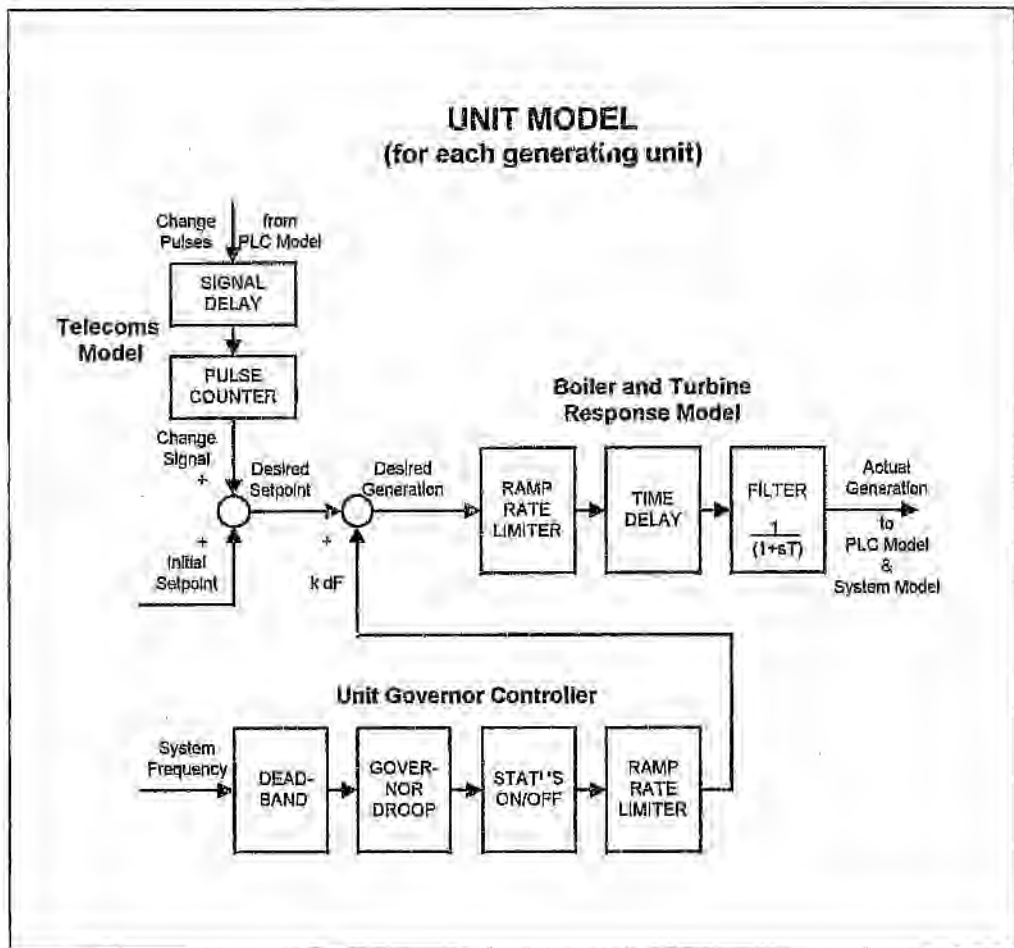 UNIT MODEL
(for each generating unit)
Change
Pulses
from
PLC Model
SIGNAL
DELAY
Telecoms
Model
PULSE
COUNTER
Change
Signal
+
Desired
Setpoint
Desired
Generation
+
Initial
Setpoint
+
k dF
Boiler and Turbine
Response Model
RAMP
RATE
LIMITER
TIME
DELAY
FILTER
1
(1+sT)
Actual
Generation
to
PLC Model
&
System Model
Unit Governor Controller
System
Frequency
DEAD-
BAND
GOVER-
NOR
DROOP
STATUS
ON/OFF
RAMP
RATE
LIMITER